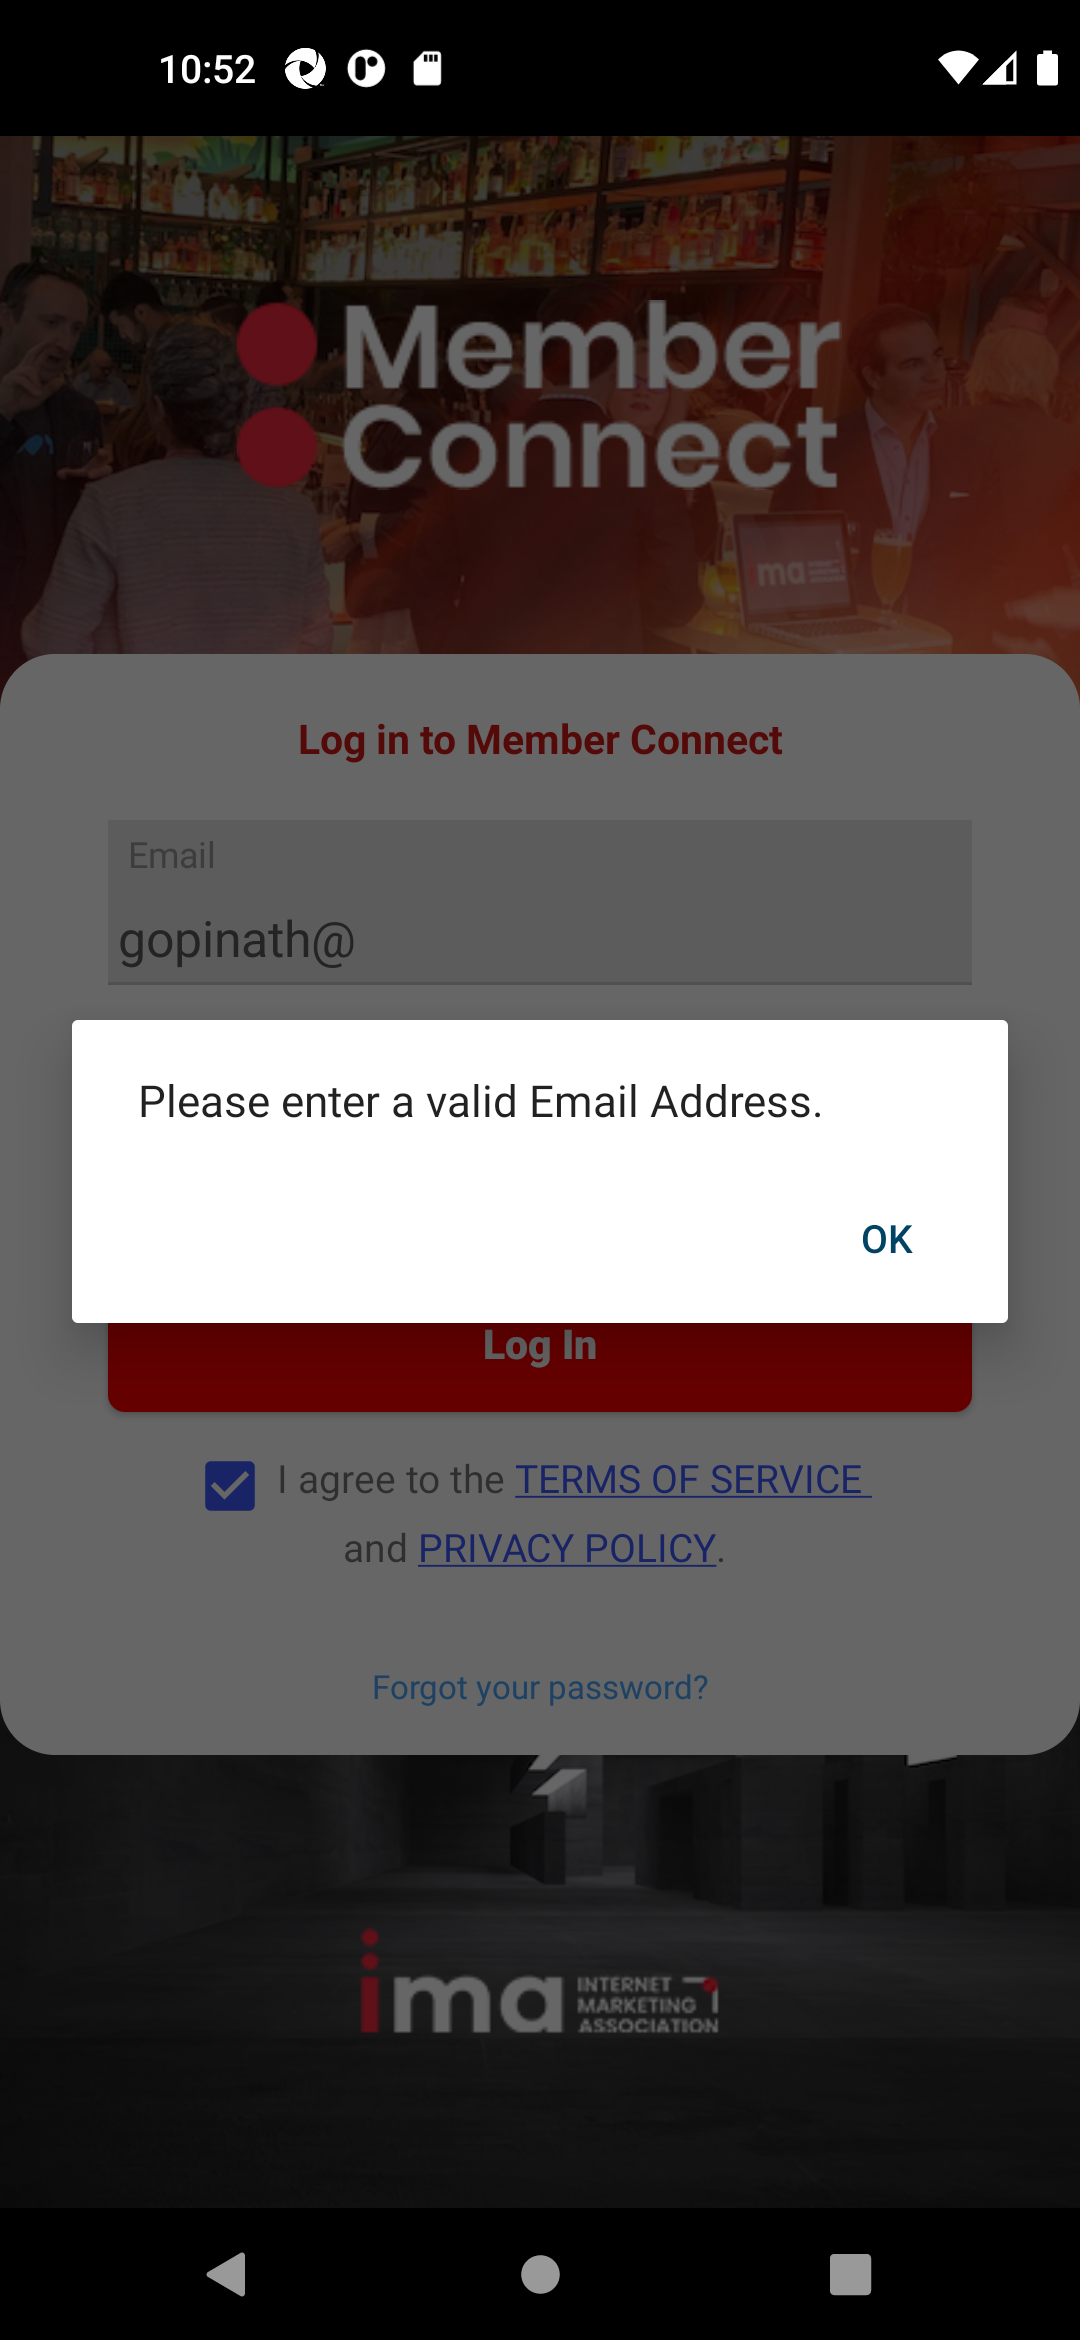 10:52
Member
Connect
ima
Log in to Member Connect
Email
gopinath@
Please enter a valid Email Address.
OK
Log In
I agree to the TERMS OF SERVICE
and PRIVACY POLICY.
Forgot your password?
ima INTERNET
MARKETING
ASSOCIATION